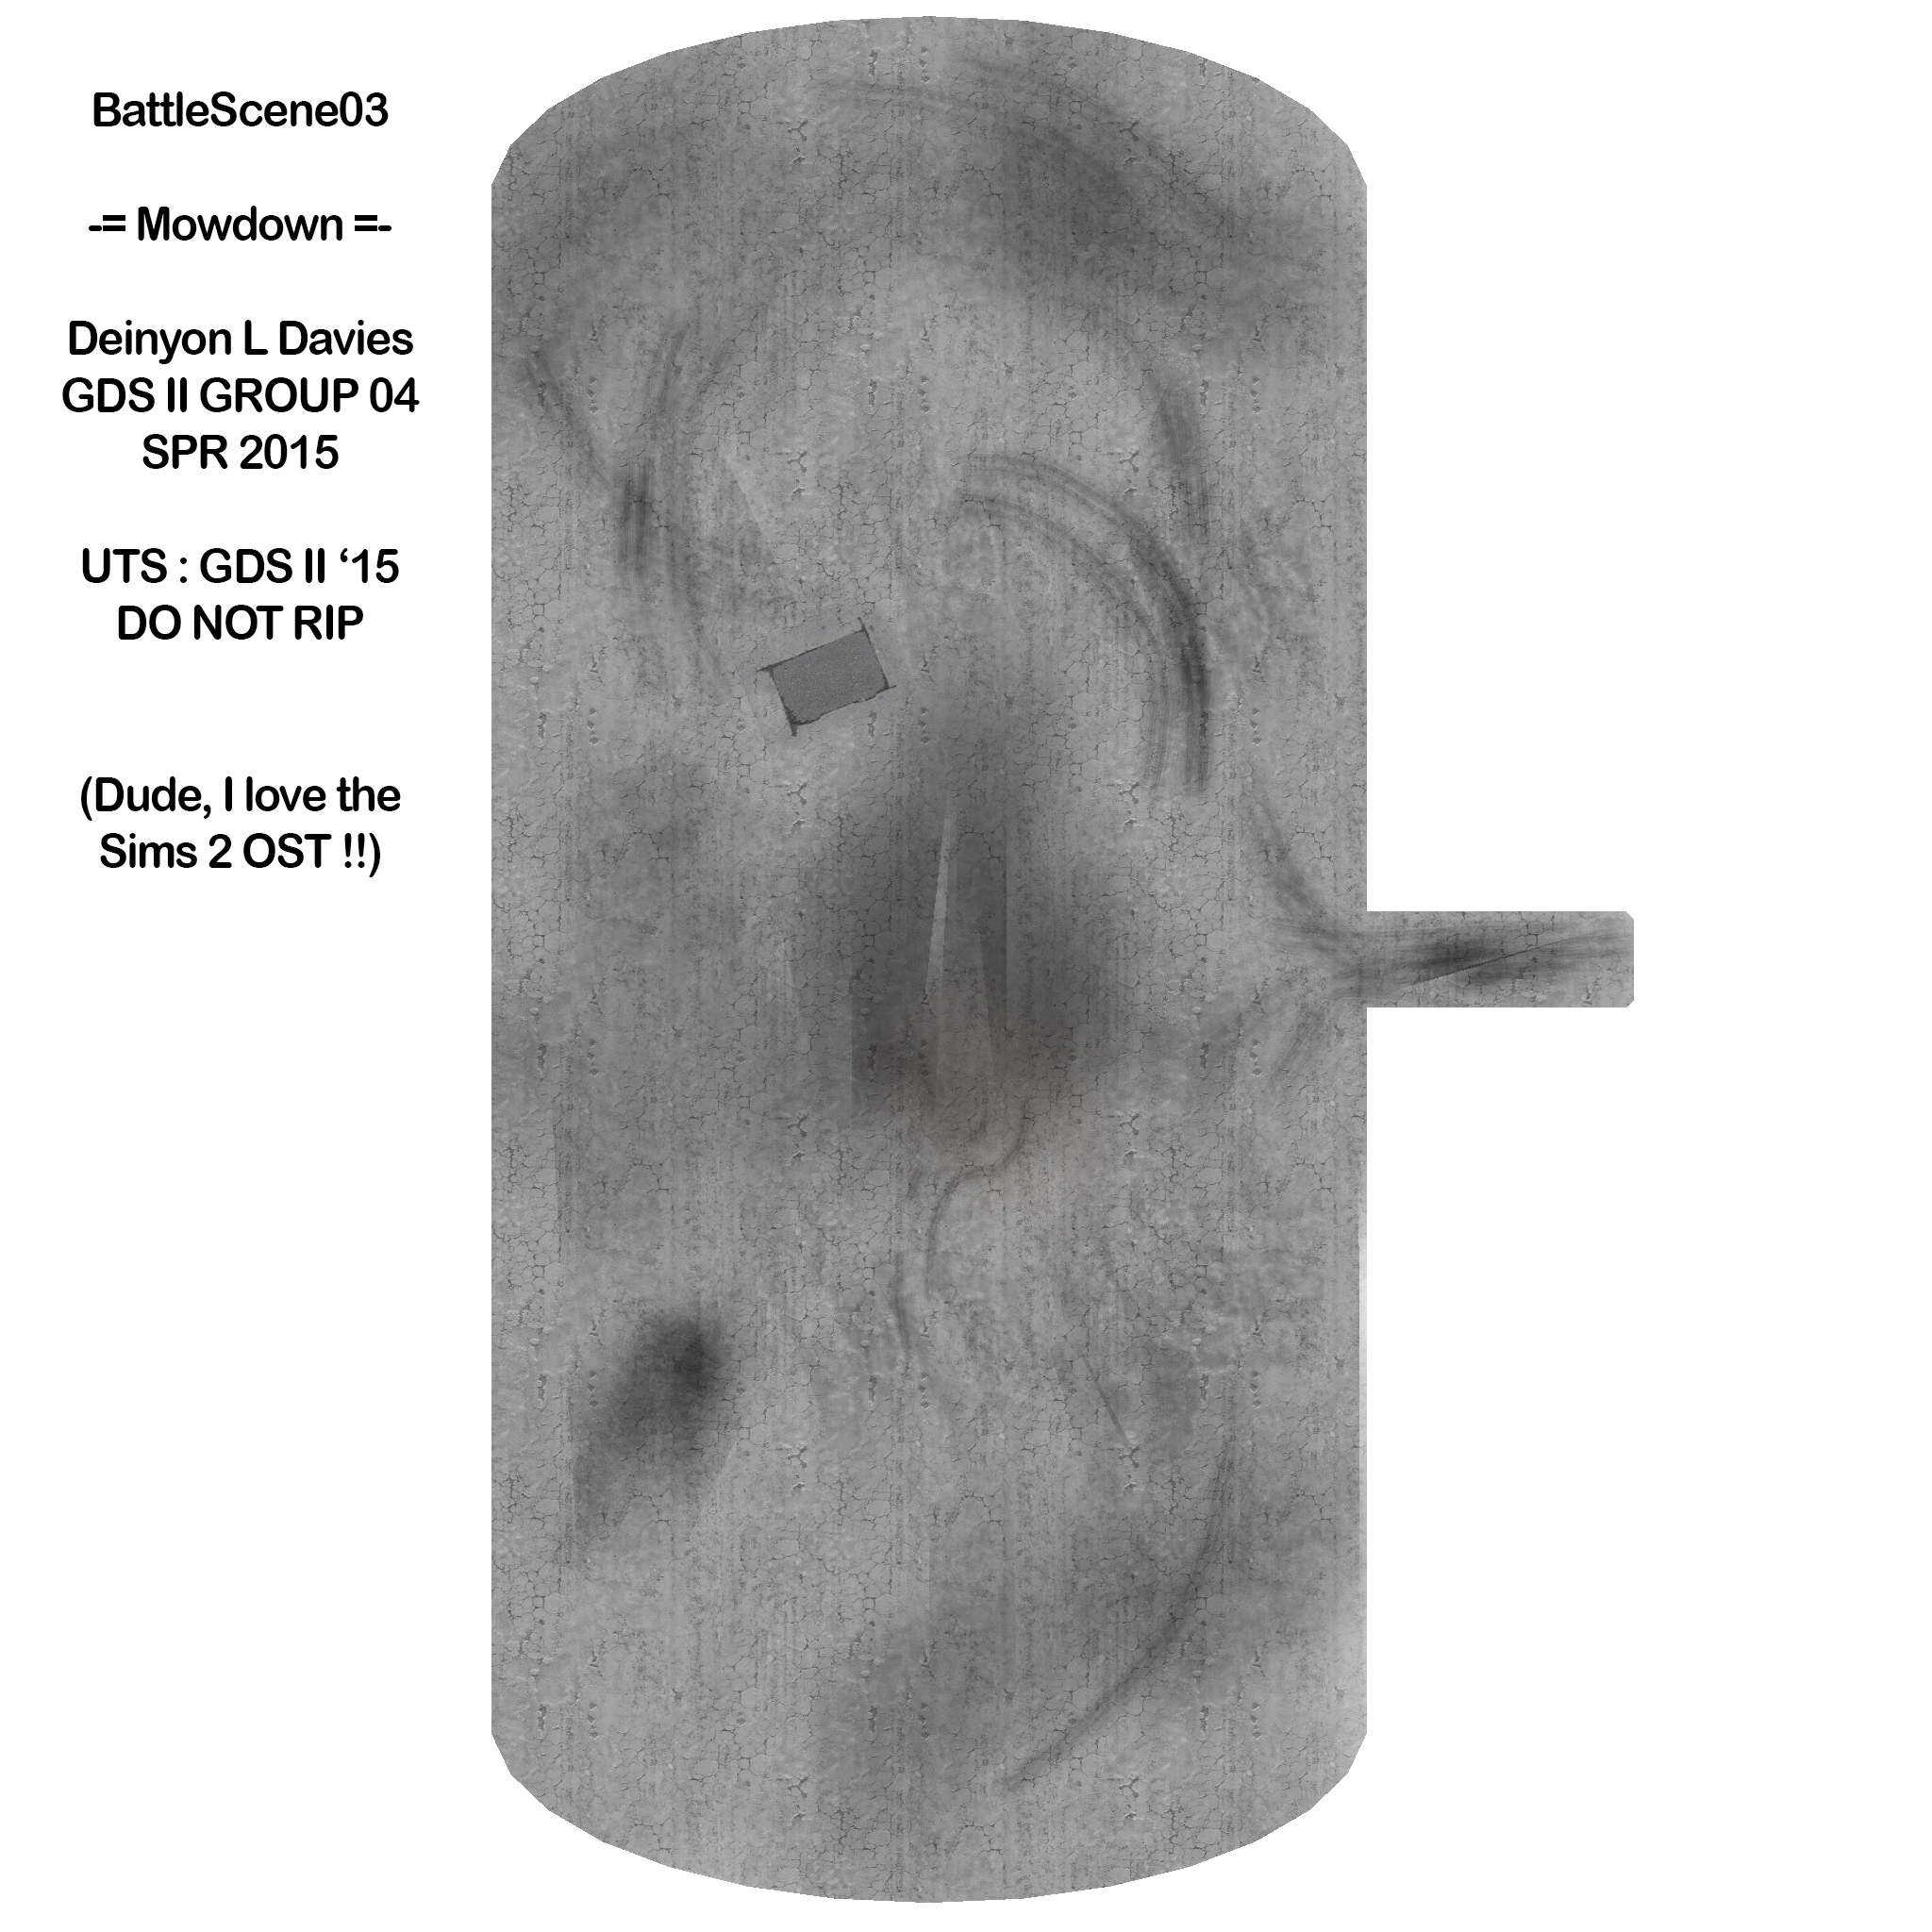 BattleScene03
-= Mowdown =-
Deinyon L Davies
GDS II GROUP 04
SPR 2015
UTS : GDS II ‘15
DO NOT RIP
(Dude, I love the
Sims 2 OST !!)